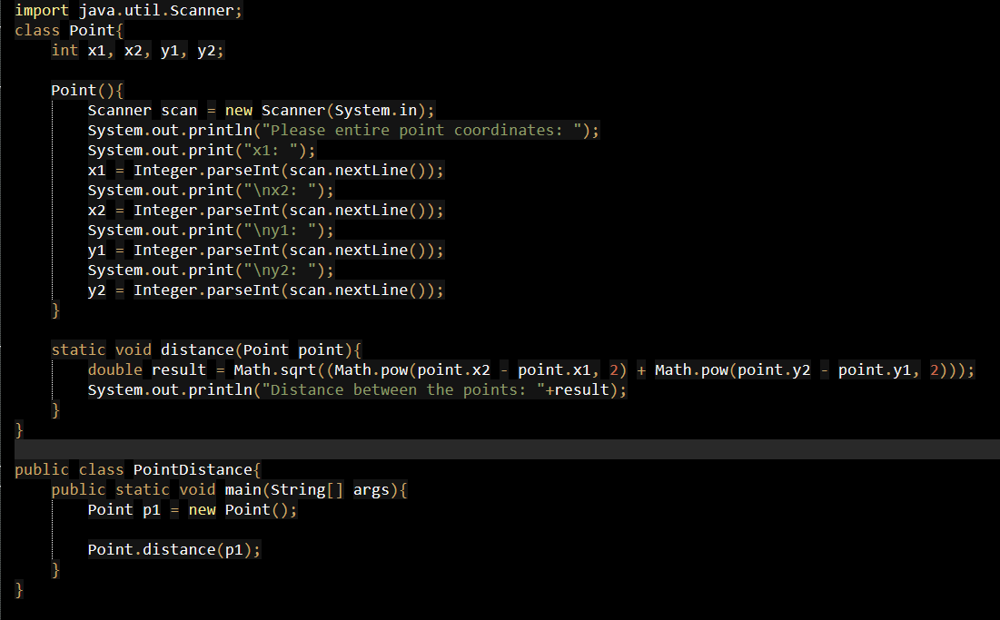 import java.util.Scanner;
class Point{
    int x1, x2, y1, y2;

    Point(){
        Scanner scan = new Scanner(System.in);
        System.out.println("Please entire point coordinates: ");
        System.out.print("x1: ");
        x1 = Integer.parseInt(scan.nextLine());
        System.out.print("\nx2: ");
        x2 = Integer.parseInt(scan.nextLine());
        System.out.print("\ny1: ");
        y1 = Integer.parseInt(scan.nextLine());
        System.out.print("\ny2: ");
        y2 = Integer.parseInt(scan.nextLine());
    }

    static void distance(Point point){
        double result = Math.sqrt((Math.pow(point.x2 - point.x1, 2) + Math.pow(point.y2 - point.y1, 2)));
        System.out.println("Distance between the points: "+result);
    }
}

public class PointDistance{
    public static void main(String[] args){
        Point p1 = new Point();

        Point.distance(p1);
    }
}